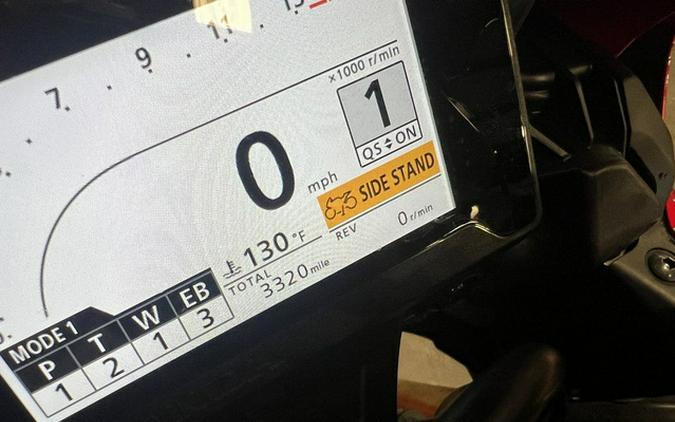 7 9 11 13
x1000 r/min
1
QS ON
0 mph
SIDE STAND
130 °F
REV 0 r/min
TOTAL 3320 mile
MODE 1
P T W EB
1 2 1 3